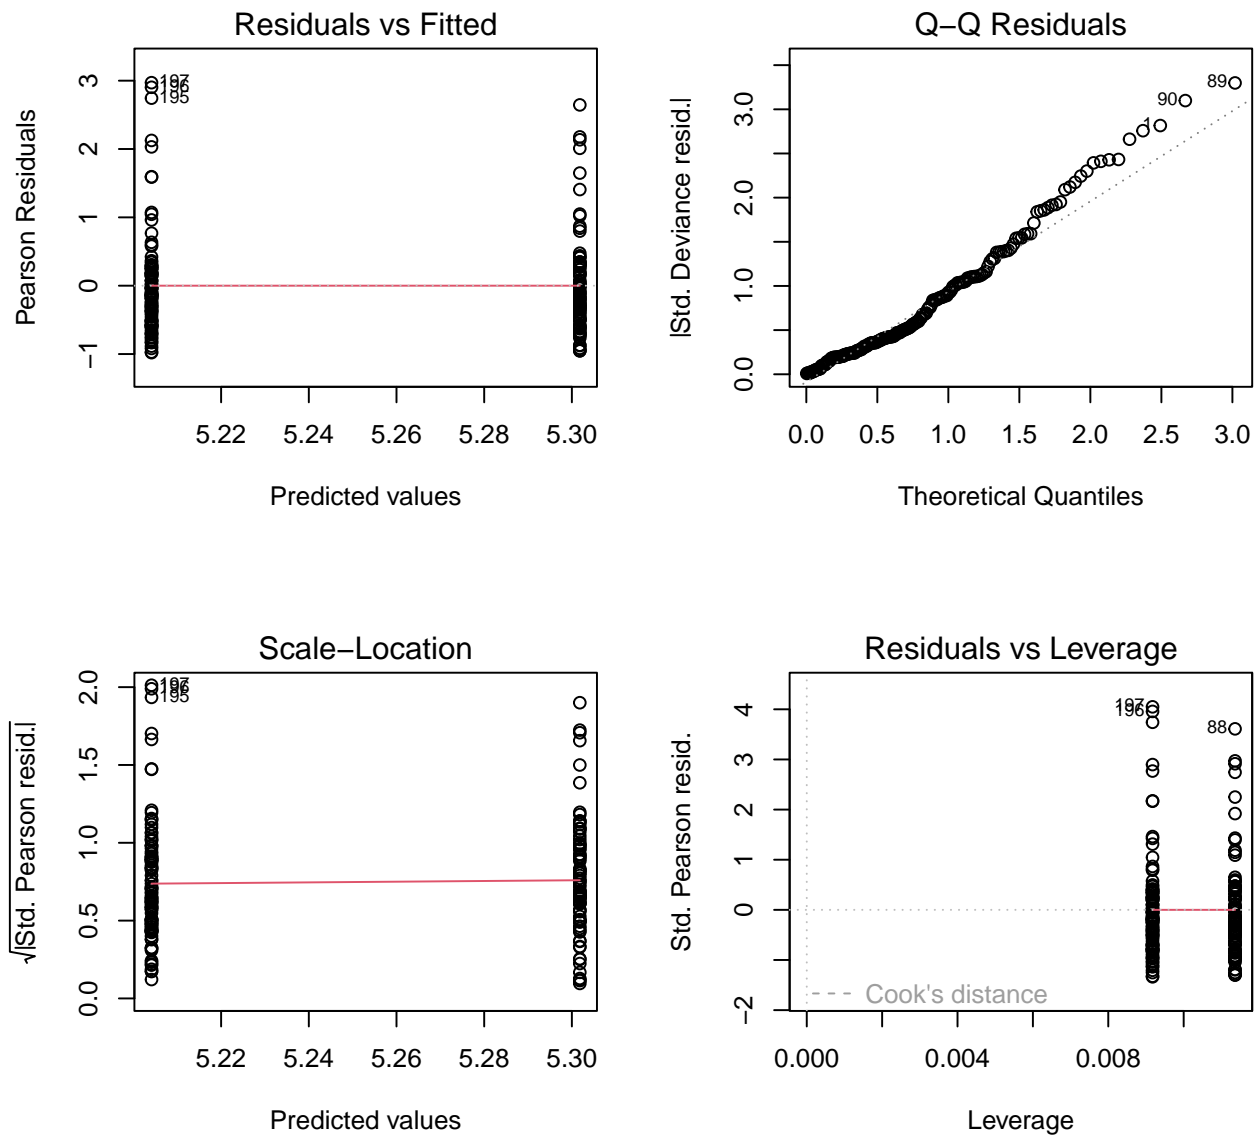 Residuals vs Fitted
Pearson Residuals
3
2
1
0
−1
197
196
195
5.22 5.24 5.26 5.28 5.30
Predicted values
Q−Q Residuals
|Std. Deviance resid.|
3.0
2.0
1.0
0.0
89
90
1
0.0 0.5 1.0 1.5 2.0 2.5 3.0
Theoretical Quantiles
Scale−Location
√|Std. Pearson resid.|
2.0
1.5
1.0
0.5
0.0
197
196
195
5.22 5.24 5.26 5.28 5.30
Predicted values
Residuals vs Leverage
Std. Pearson resid.
4
3
2
1
0
−2
197
196
88
Cook's distance
0.000 0.004 0.008
Leverage